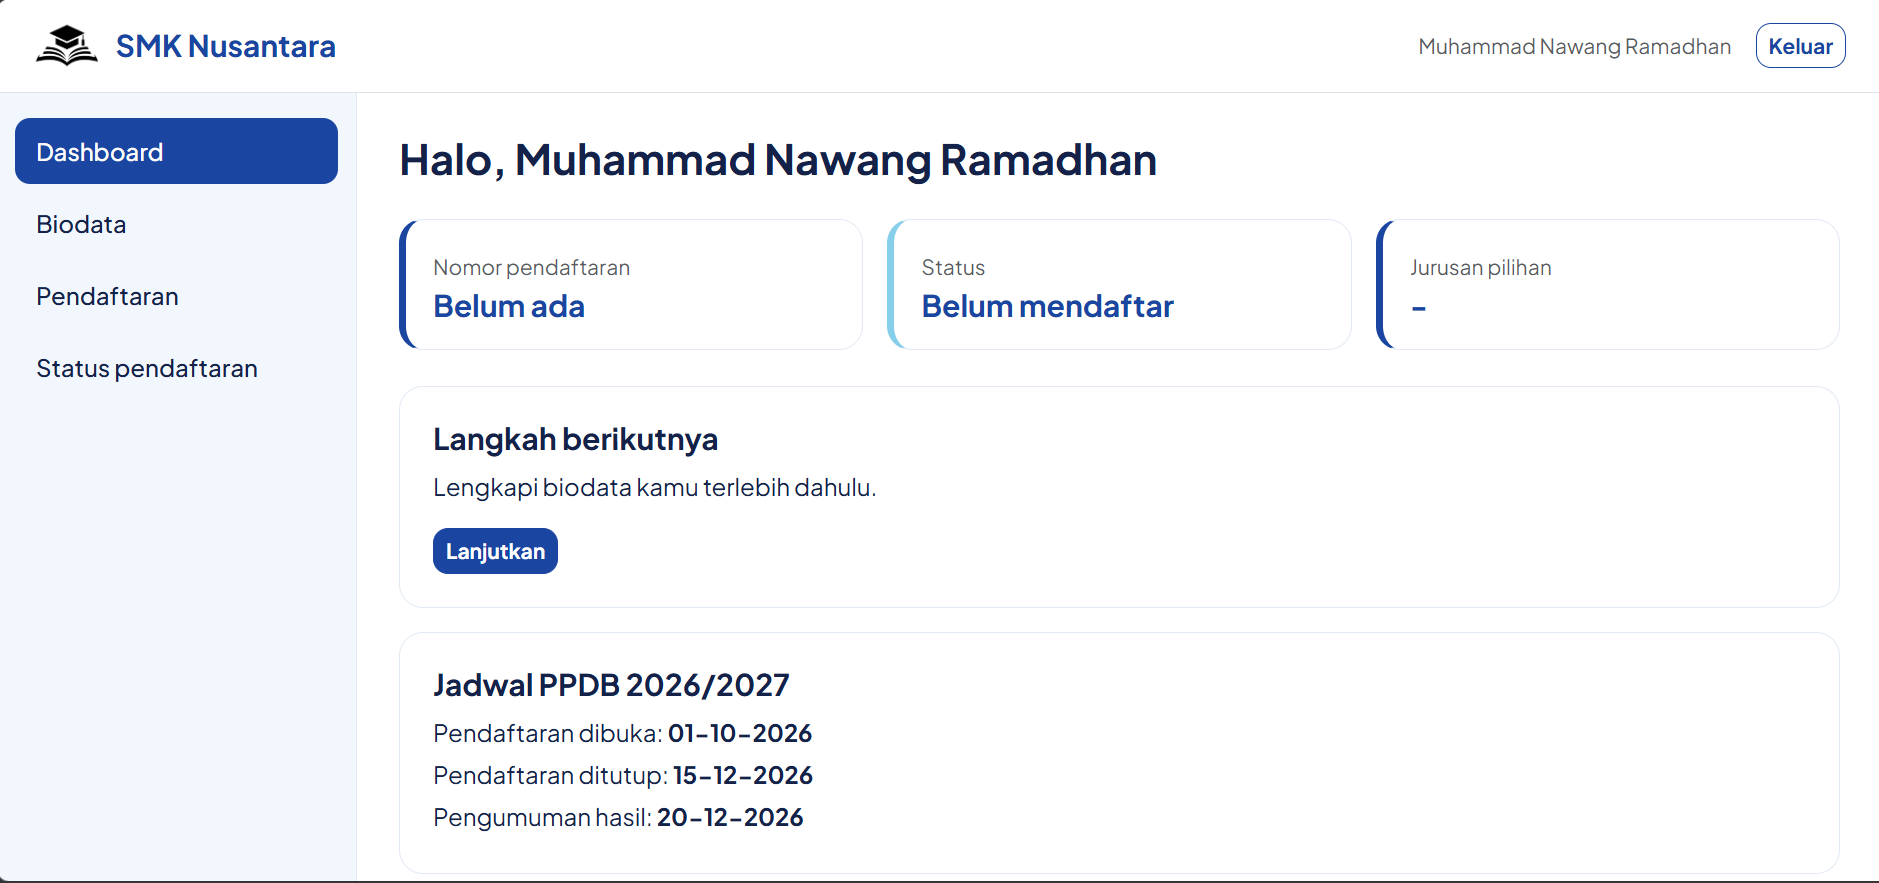 SMK Nusantara
Muhammad Nawang Ramadhan
Keluar
Dashboard
Biodata
Pendaftaran
Status pendaftaran
Halo, Muhammad Nawang Ramadhan
Nomor pendaftaran
Belum ada
Status
Belum mendaftar
Jurusan pilihan
-
Langkah berikutnya
Lengkapi biodata kamu terlebih dahulu.
Lanjutkan
Jadwal PPDB 2026/2027
Pendaftaran dibuka: 01-10-2026
Pendaftaran ditutup: 15-12-2026
Pengumuman hasil: 20-12-2026